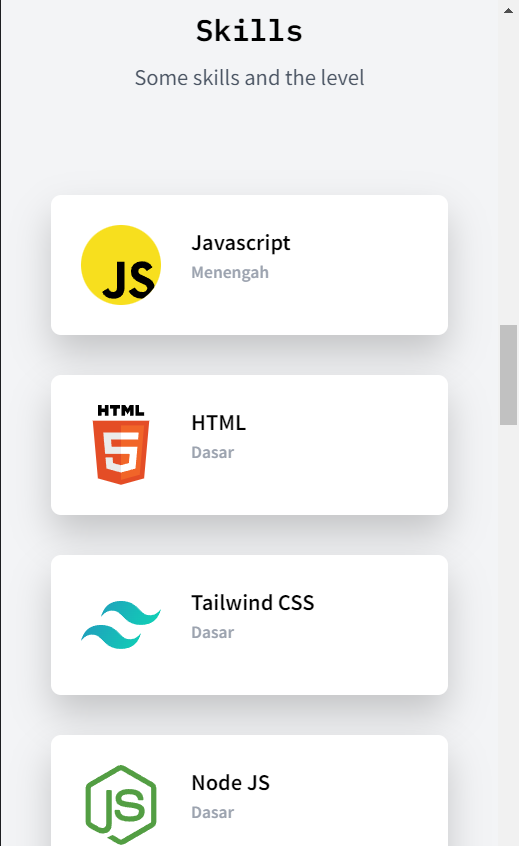 Skills
Some skills and the level
JS
Javascript
Menengah
HTML
5
HTML
Dasar
Tailwind CSS
Dasar
JS
Node JS
Dasar